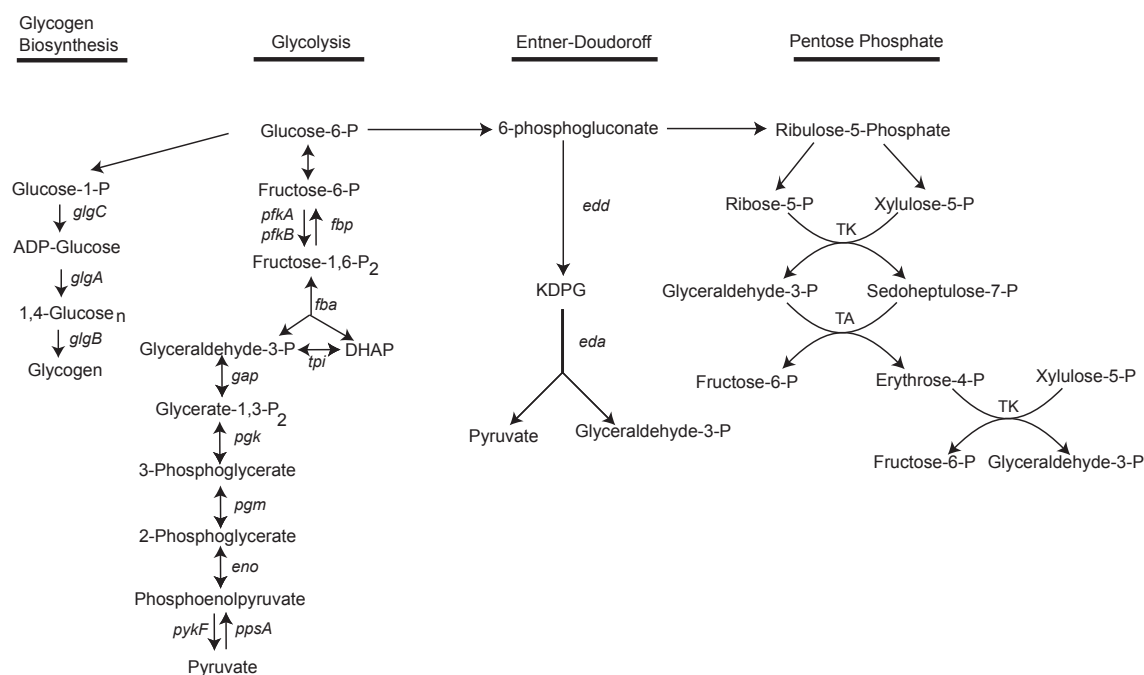 Glycogen
Biosynthesis
Glycolysis
Entner-Doudoroff
Pentose Phosphate
Glucose-6-P
6-phosphogluconate
Ribulose-5-Phosphate
Glucose-1-P
glgC
ADP-Glucose
glgA
1,4-Glucose n
glgB
Glycogen
Fructose-6-P
pfkA
pfkB
fbp
Fructose-1,6-P2
fba
Glyceraldehyde-3-P
tpi
DHAP
gap
Glycerate-1,3-P2
pgk
3-Phosphoglycerate
pgm
2-Phosphoglycerate
eno
Phosphoenolpyruvate
pykF
ppsA
Pyruvate
edd
KDPG
eda
Pyruvate
Glyceraldehyde-3-P
Ribose-5-P
Xylulose-5-P
TK
Glyceraldehyde-3-P
Sedoheptulose-7-P
TA
Fructose-6-P
Erythrose-4-P
Xylulose-5-P
TK
Fructose-6-P
Glyceraldehyde-3-P